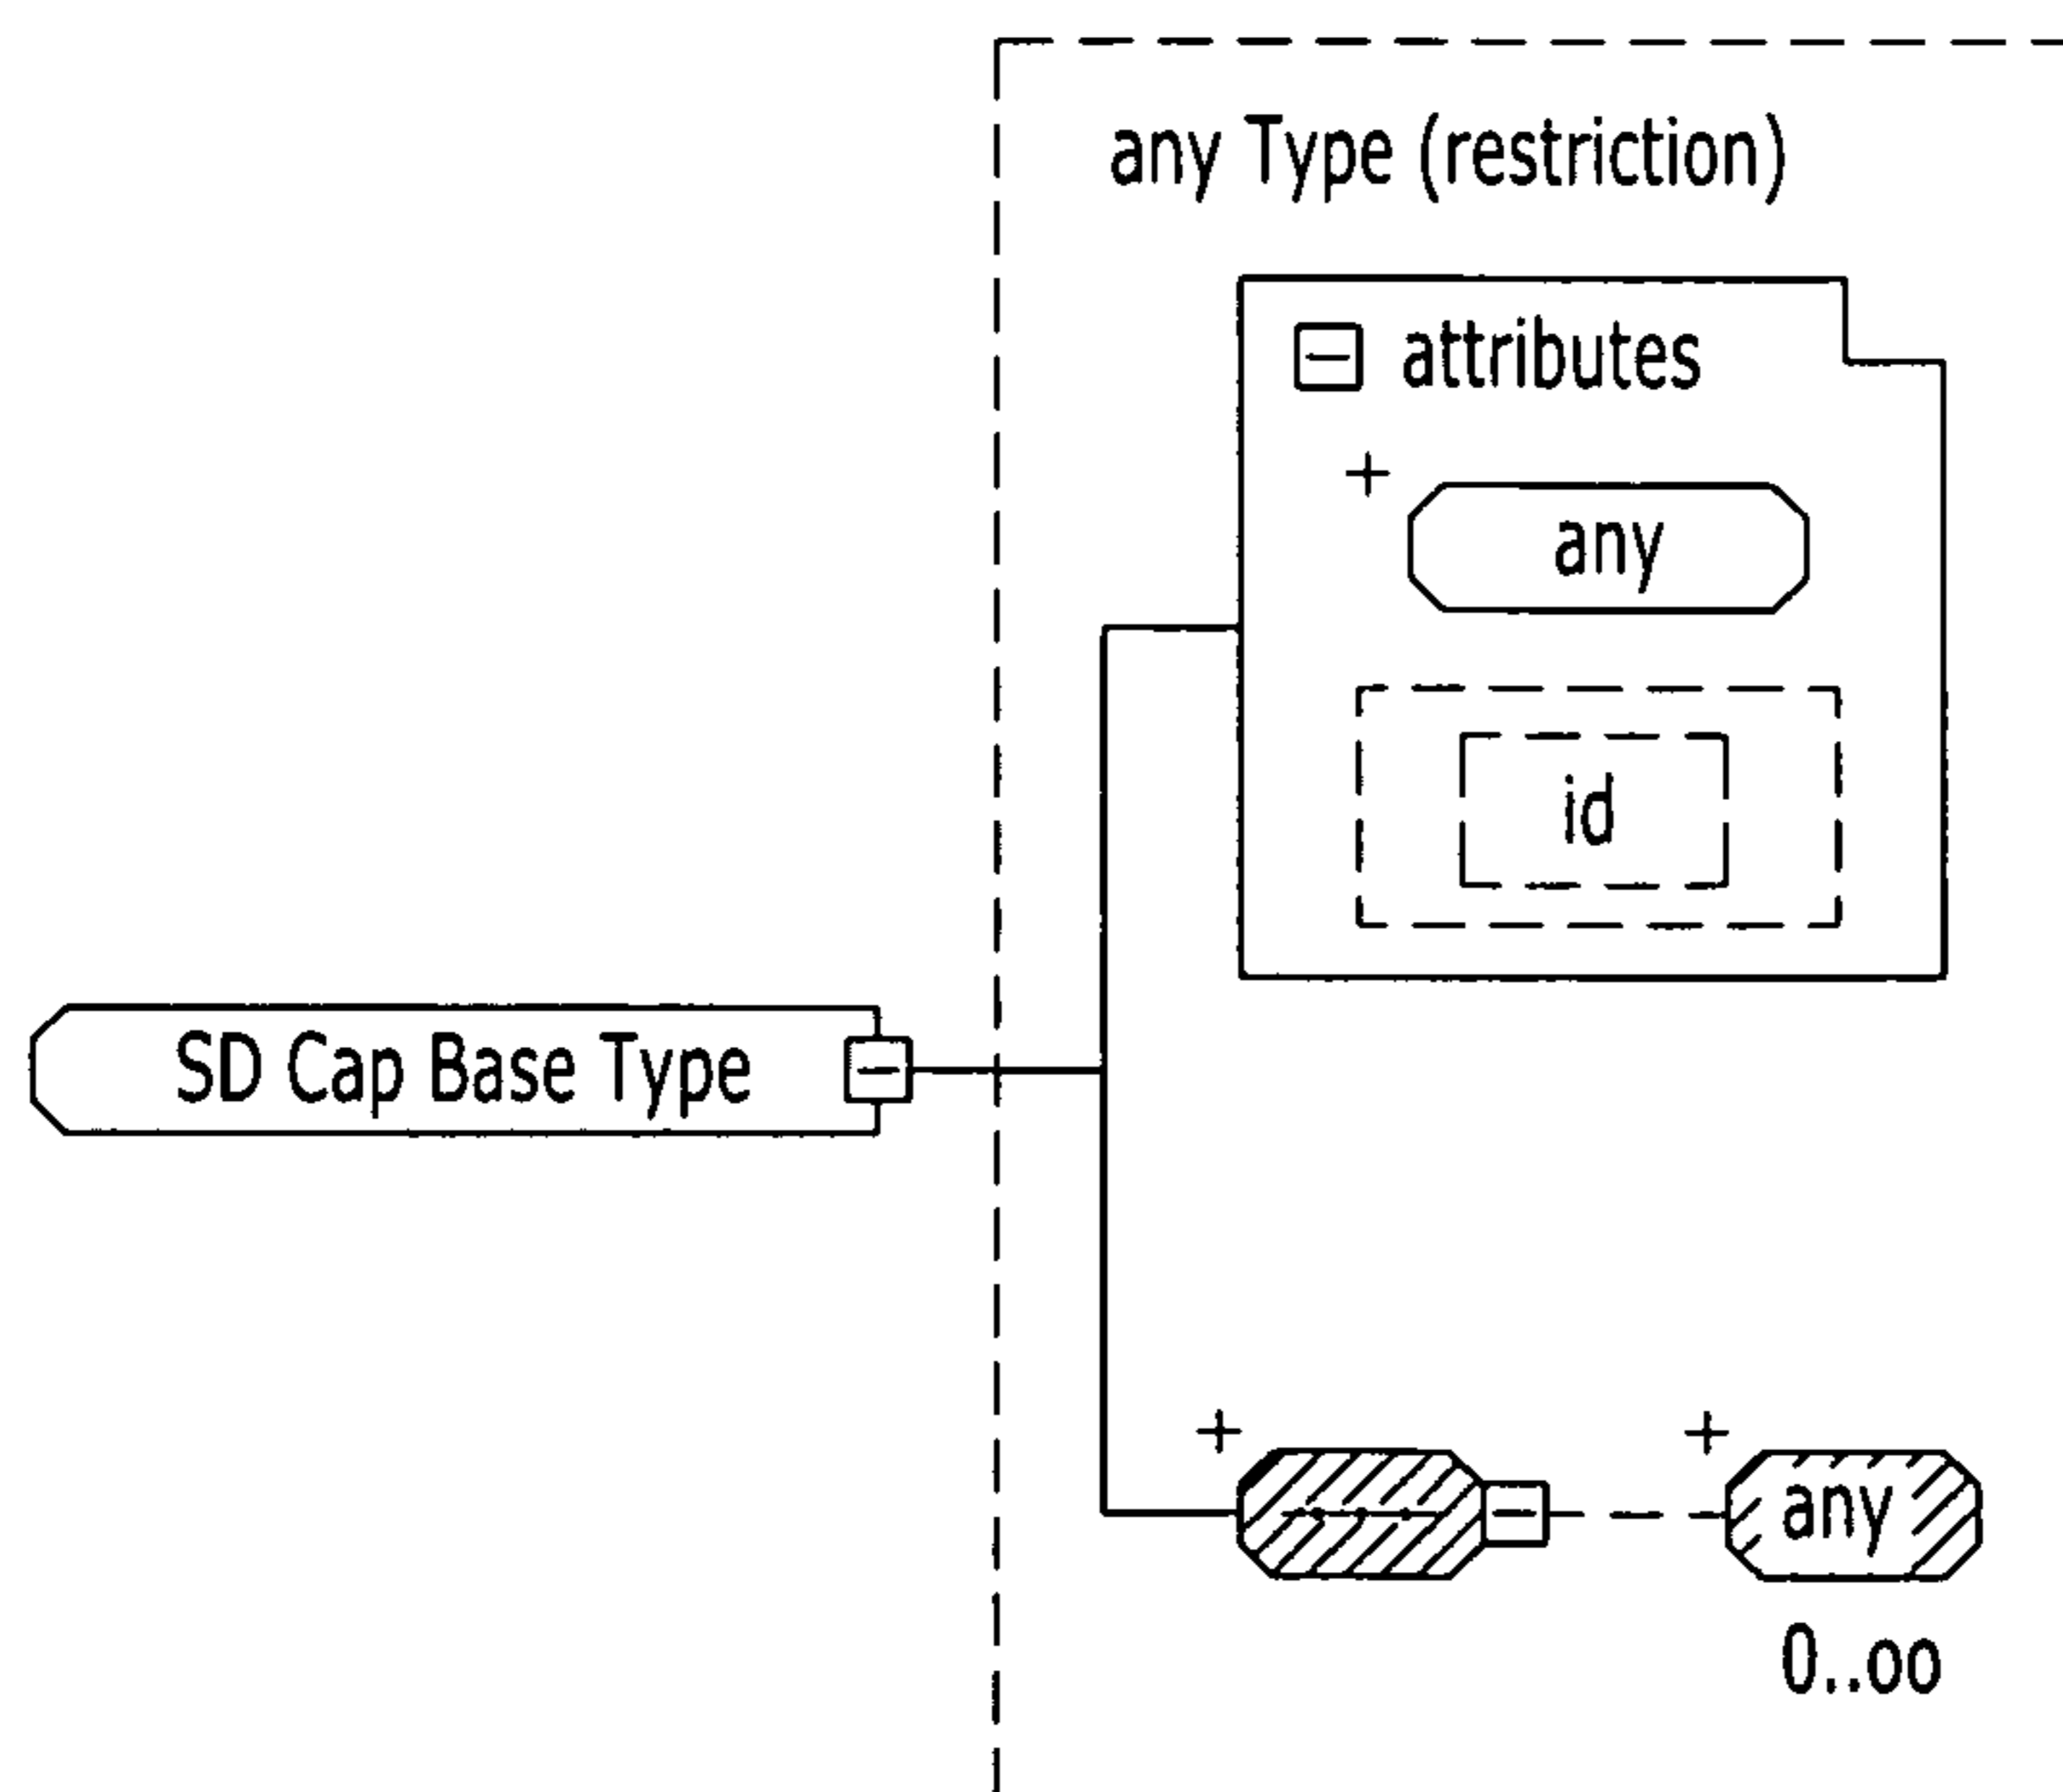 any Type (restriction)
attributes
any
id
SD Cap Base Type
any
0..oo